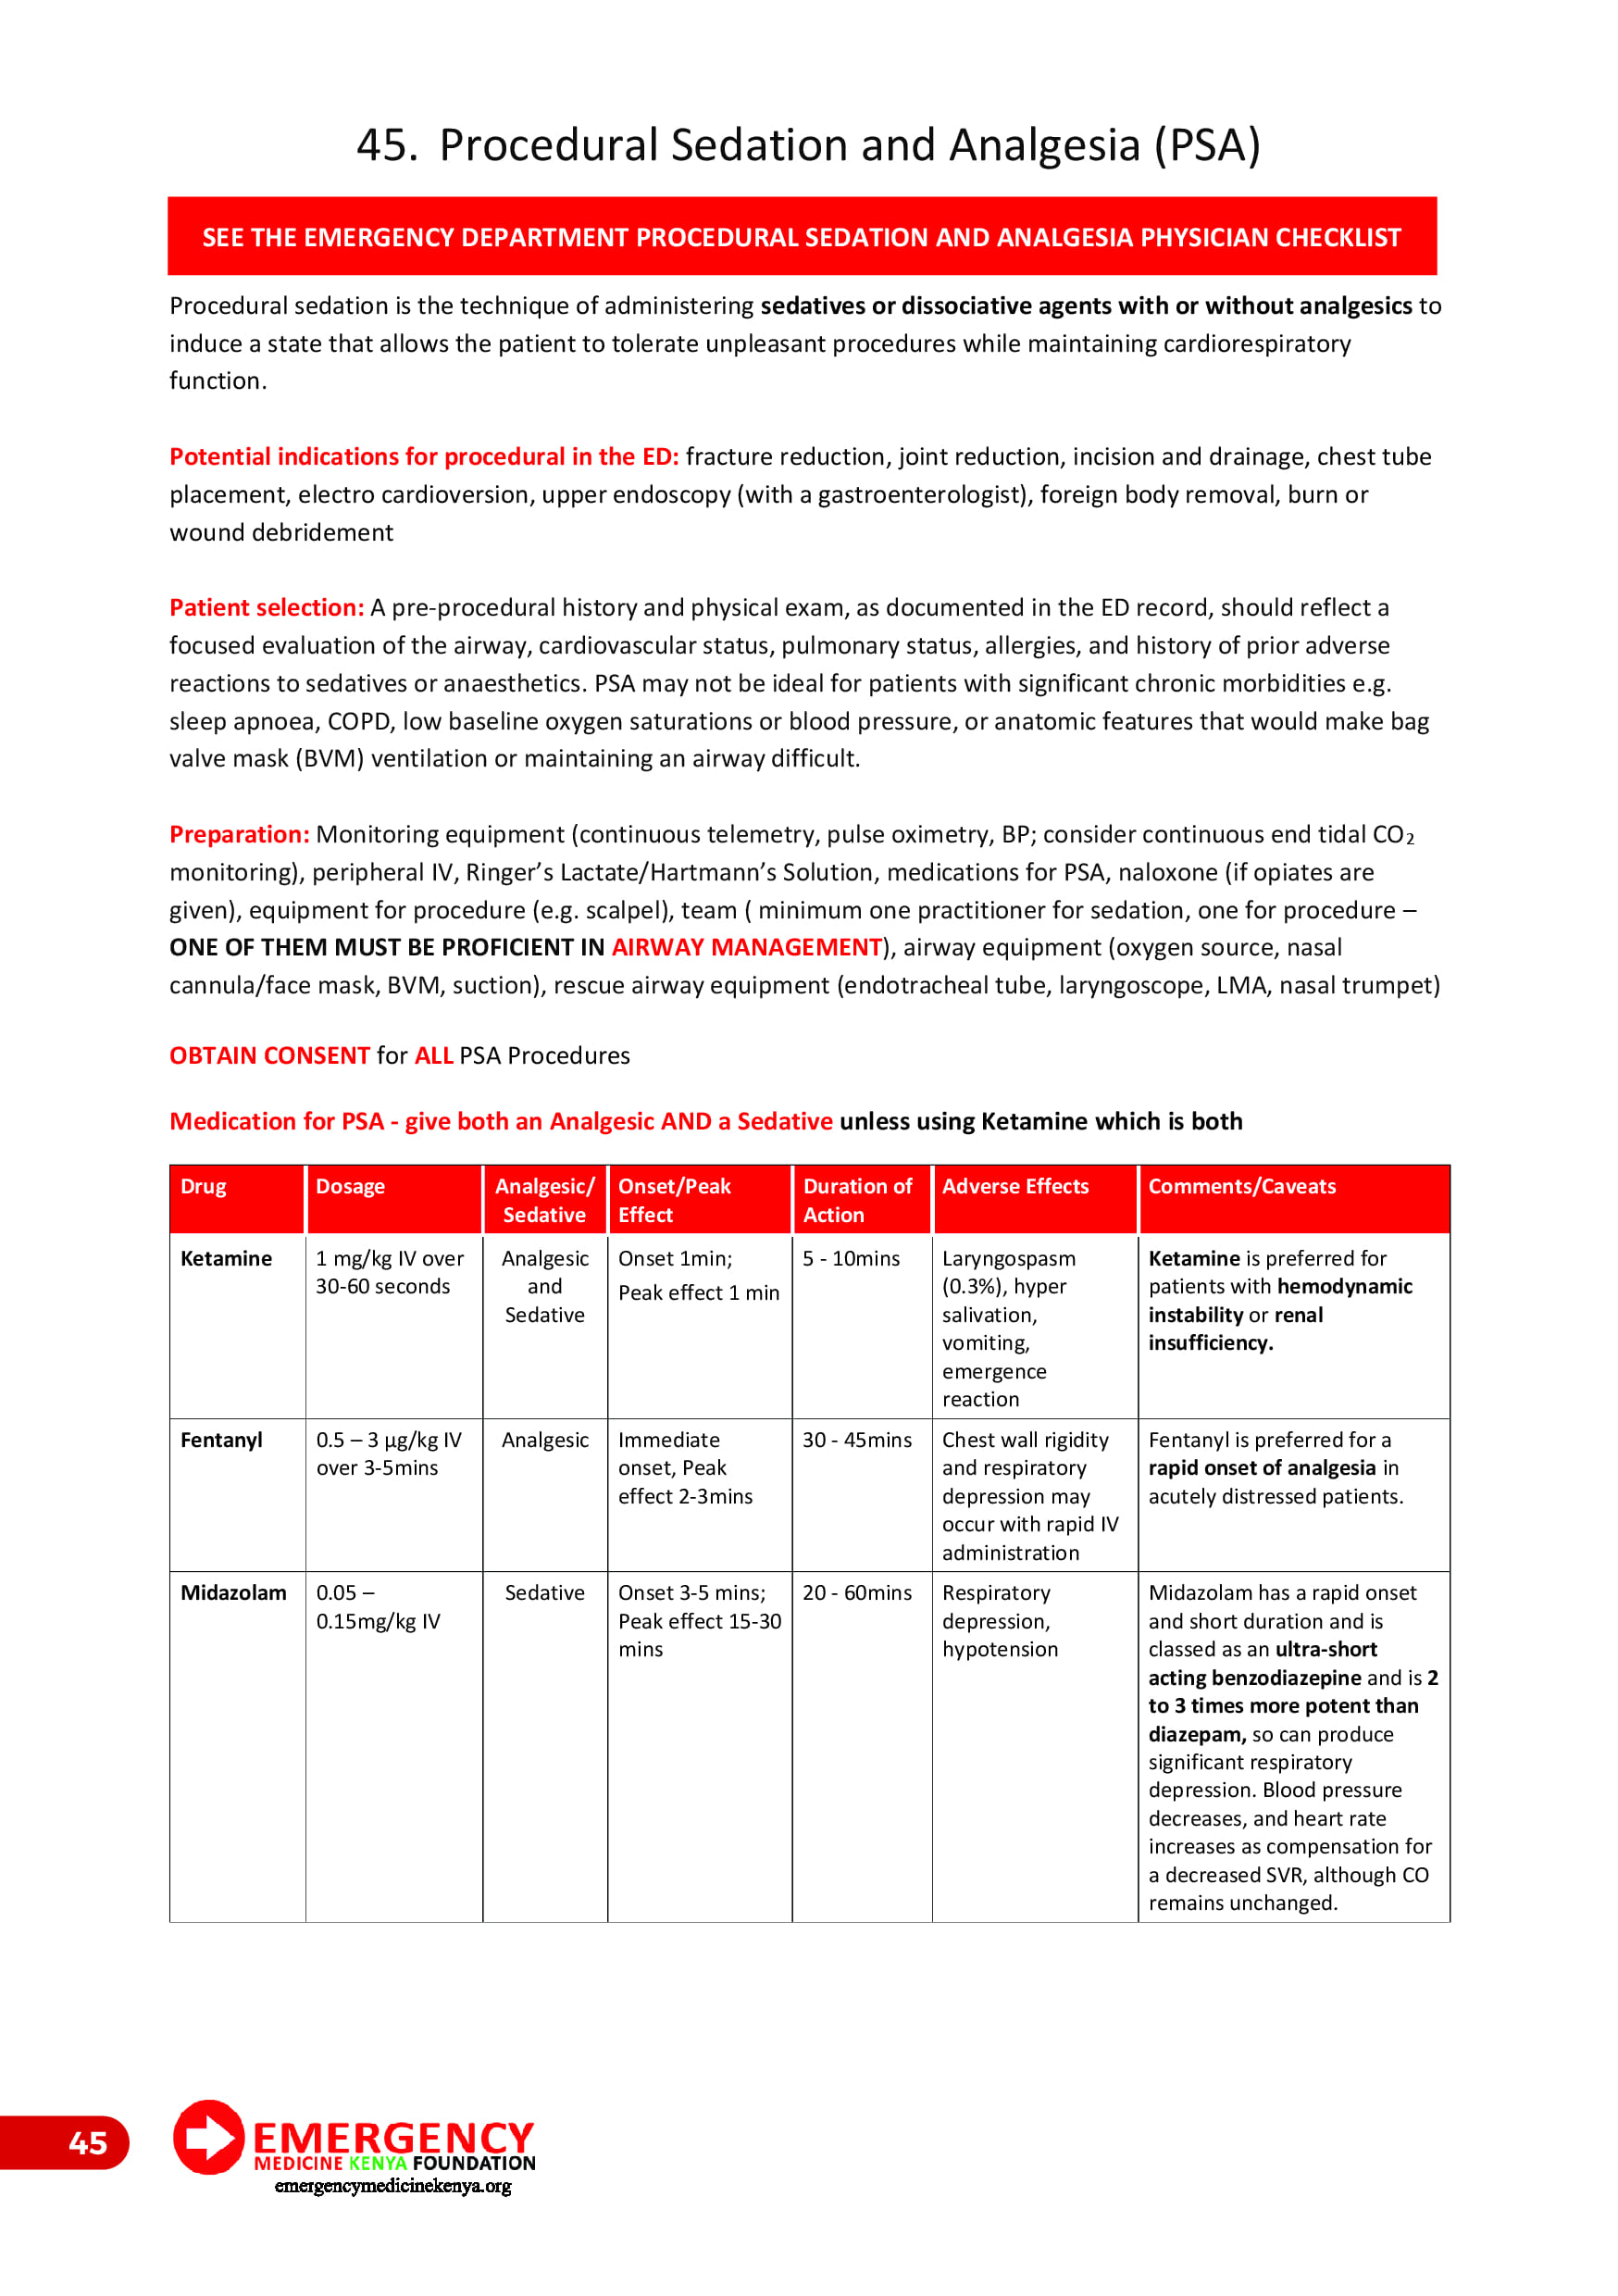 45. Procedural Sedation and Analgesia (PSA)
SEE THE EMERGENCY DEPARTMENT PROCEDURAL SEDATION AND ANALGESIA PHYSICIAN CHECKLIST
Procedural sedation is the technique of administering sedatives or dissociative agents with or without analgesics to
induce a state that allows the patient to tolerate unpleasant procedures while maintaining cardiorespiratory
function.
Potential indications for procedural in the ED: fracture reduction, joint reduction, incision and drainage, chest tube
placement, electro cardioversion, upper endoscopy (with a gastroenterologist), foreign body removal, burn or
wound debridement
Patient selection: A pre-procedural history and physical exam, as documented in the ED record, should reflect a
focused evaluation of the airway, cardiovascular status, pulmonary status, allergies, and history of prior adverse
reactions to sedatives or anaesthetics. PSA may not be ideal for patients with significant chronic morbidities e.g.
sleep apnoea, COPD, low baseline oxygen saturations or blood pressure, or anatomic features that would make bag
valve mask (BVM) ventilation or maintaining an airway difficult.
Preparation: Monitoring equipment (continuous telemetry, pulse oximetry, BP; consider continuous end tidal CO₂
monitoring), peripheral IV, Ringer’s Lactate/Hartmann’s Solution, medications for PSA, naloxone (if opiates are
given), equipment for procedure (e.g. scalpel), team ( minimum one practitioner for sedation, one for procedure –
ONE OF THEM MUST BE PROFICIENT IN AIRWAY MANAGEMENT), airway equipment (oxygen source, nasal
cannula/face mask, BVM, suction), rescue airway equipment (endotracheal tube, laryngoscope, LMA, nasal trumpet)
OBTAIN CONSENT for ALL PSA Procedures
Medication for PSA - give both an Analgesic AND a Sedative unless using Ketamine which is both
Drug
Dosage
Analgesic/
Sedative
Onset/Peak
Effect
Duration of
Action
Adverse Effects
Comments/Caveats
Ketamine
1 mg/kg IV over
30-60 seconds
Analgesic
and
Sedative
Onset 1min;
Peak effect 1 min
5 - 10mins
Laryngospasm
(0.3%), hyper
salivation,
vomiting,
emergence
reaction
Ketamine is preferred for
patients with hemodynamic
instability or renal
insufficiency.
Fentanyl
0.5 – 3 µg/kg IV
over 3-5mins
Analgesic
Immediate
onset, Peak
effect 2-3mins
30 - 45mins
Chest wall rigidity
and respiratory
depression may
occur with rapid IV
administration
Fentanyl is preferred for a
rapid onset of analgesia in
acutely distressed patients.
Midazolam
0.05 –
0.15mg/kg IV
Sedative
Onset 3-5 mins;
Peak effect 15-30
mins
20 - 60mins
Respiratory
depression,
hypotension
Midazolam has a rapid onset
and short duration and is
classed as an ultra-short
acting benzodiazepine and is 2
to 3 times more potent than
diazepam, so can produce
significant respiratory
depression. Blood pressure
decreases, and heart rate
increases as compensation for
a decreased SVR, although CO
remains unchanged.
45
EMERGENCY
MEDICINE KENYA FOUNDATION
emergencymedicinekenya.org